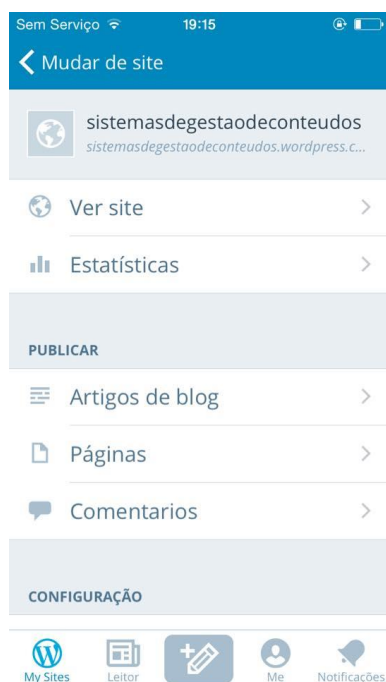 Sem Serviço 19:15
Mudar de site
sistemasdegestaodeconteudos
sistemasdegestaodeconteudos.wordpress.c...
Ver site
Estatísticas
PUBLICAR
Artigos de blog
Páginas
Comentarios
CONFIGURAÇÃO
My Sites Leitor Me Notificações